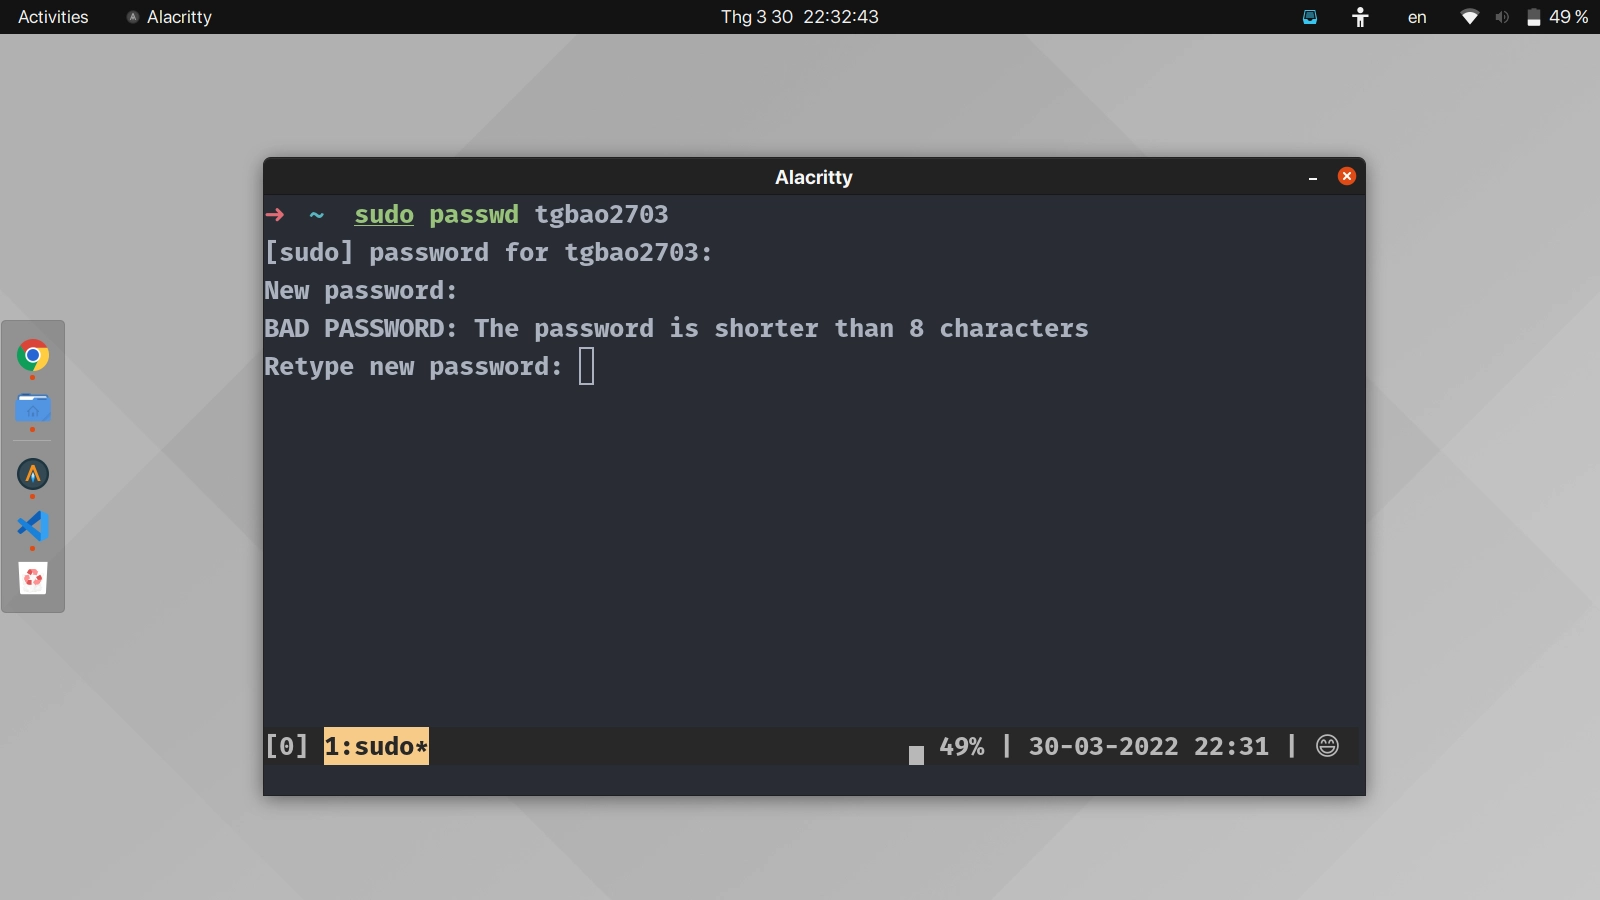 Activities Alacritty Thg 3 30 22:32:43 en 49 %
Alacritty
➜ ~ sudo passwd tgbao2703
[sudo] password for tgbao2703:
New password:
BAD PASSWORD: The password is shorter than 8 characters
Retype new password:
[0] 1:sudo* 49% | 30-03-2022 22:31 | 😄